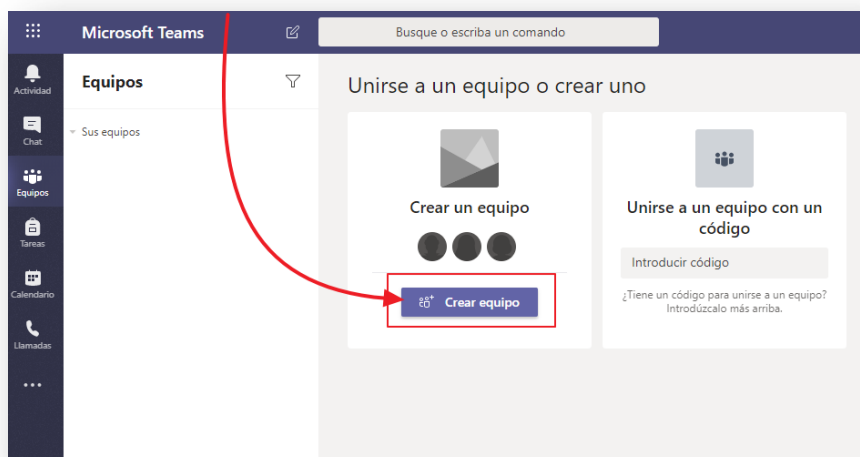 Microsoft Teams
Busque o escriba un comando
Actividad
Chat
Equipos
Tareas
Calendario
Llamadas
Equipos
Sus equipos
Unirse a un equipo o crear uno
Crear un equipo
Crear equipo
Unirse a un equipo con un
código
Introducir código
¿Tiene un código para unirse a un equipo?
Introdúzcalo más arriba.